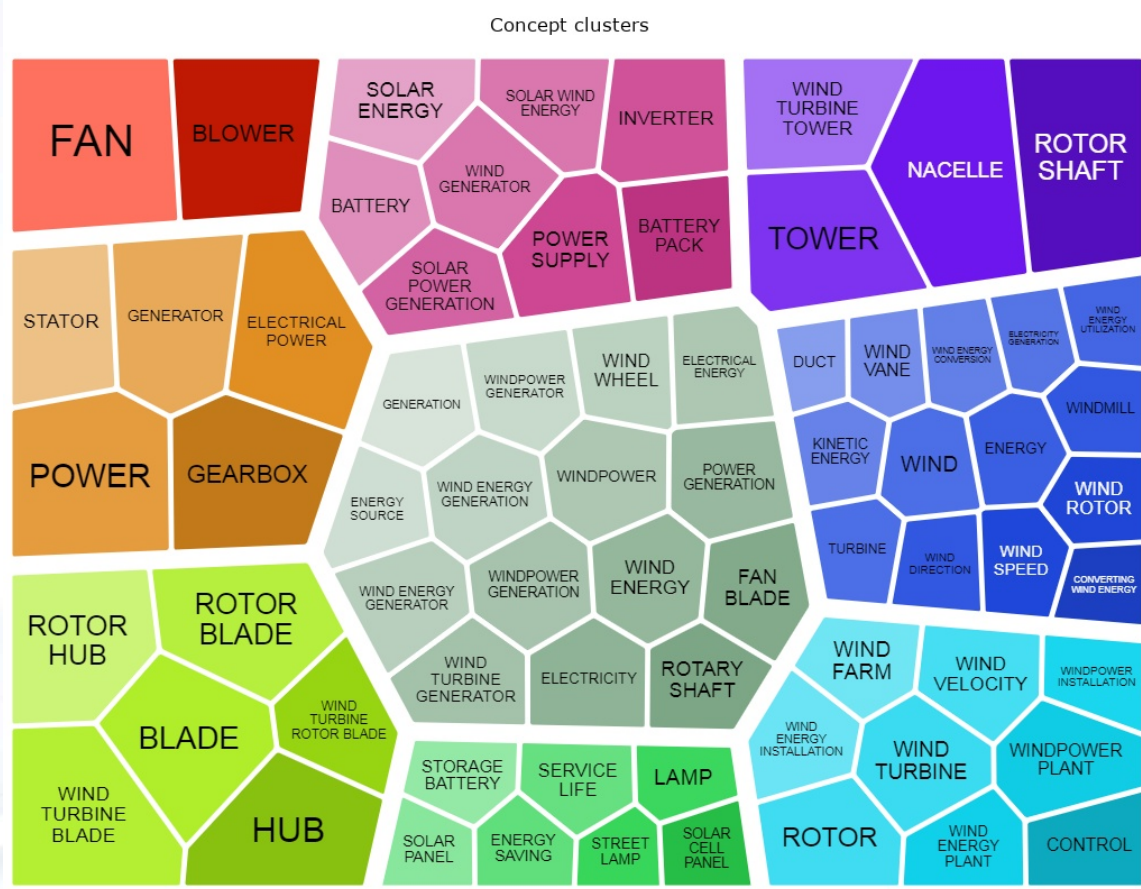 Concept clusters
FAN
BLOWER
SOLAR
ENERGY
SOLAR WIND
ENERGY
INVERTER
BATTERY
WIND
GENERATOR
POWER
SUPPLY
BATTERY
PACK
SOLAR
POWER
GENERATION
WIND
TURBINE
TOWER
NACELLE
ROTOR
SHAFT
TOWER
STATOR
GENERATOR
ELECTRICAL
POWER
POWER
GEARBOX
GENERATION
WINDPOWER
GENERATOR
WIND
WHEEL
ELECTRICAL
ENERGY
ENERGY
SOURCE
WIND ENERGY
GENERATION
WINDPOWER
POWER
GENERATION
WIND ENERGY
GENERATOR
WINDPOWER
GENERATION
WIND
ENERGY
FAN
BLADE
WIND
TURBINE
GENERATOR
ELECTRICITY
ROTARY
SHAFT
DUCT
WIND
VANE
WIND ENERGY
CONVERSION
ELECTRICITY
GENERATION
WIND
ENERGY
UTILIZATION
KINETIC
ENERGY
WIND
ENERGY
WINDMILL
TURBINE
WIND
DIRECTION
WIND
SPEED
WIND
ROTOR
CONVERTING
WIND ENERGY
ROTOR
HUB
ROTOR
BLADE
BLADE
WIND
TURBINE
ROTOR BLADE
WIND
TURBINE
BLADE
HUB
STORAGE
BATTERY
SERVICE
LIFE
LAMP
SOLAR
PANEL
ENERGY
SAVING
STREET
LAMP
SOLAR
CELL
PANEL
WIND
FARM
WIND
VELOCITY
WINDPOWER
INSTALLATION
WIND
ENERGY
INSTALLATION
WIND
TURBINE
WINDPOWER
PLANT
ROTOR
WIND
ENERGY
PLANT
CONTROL